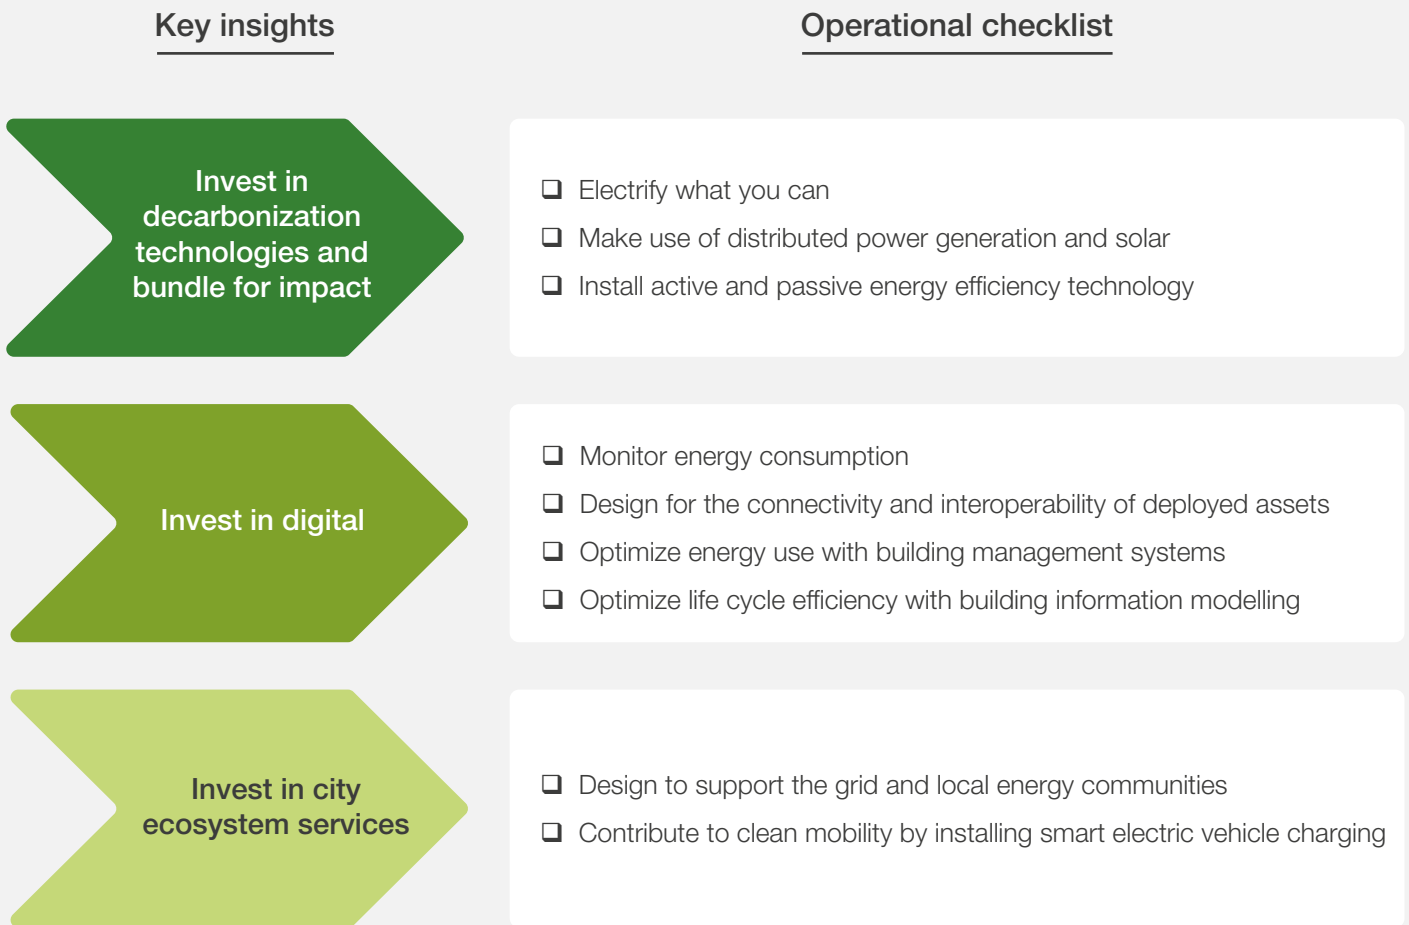 Key insights
Operational checklist
Invest in
decarbonization
technologies and
bundle for impact
Electrify what you can
Make use of distributed power generation and solar
Install active and passive energy efficiency technology
Invest in digital
Monitor energy consumption
Design for the connectivity and interoperability of deployed assets
Optimize energy use with building management systems
Optimize life cycle efficiency with building information modelling
Invest in city
ecosystem services
Design to support the grid and local energy communities
Contribute to clean mobility by installing smart electric vehicle charging